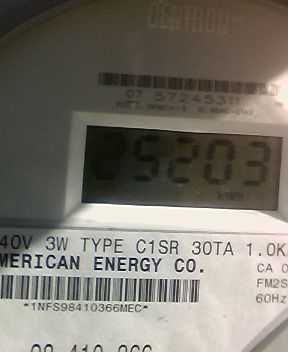 CENTRON
07 57245311
25203
kWh
40V 3W TYPE C1SR 30TA 1.0K
MERICAN ENERGY CO.
CA 0
FM2S
60Hz
*1NFS98410366MEC*